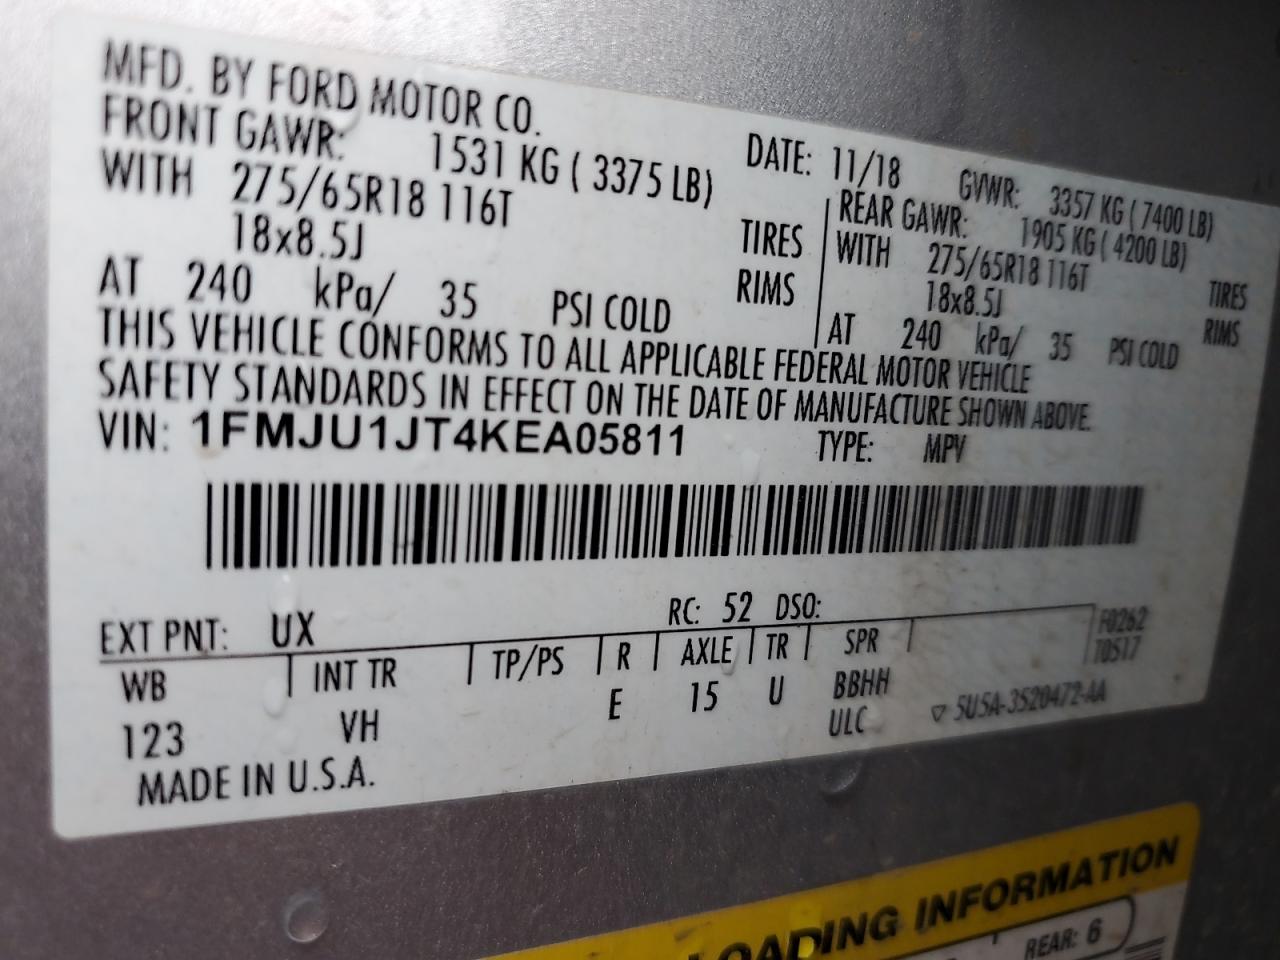 MFD. BY FORD MOTOR CO.
DATE: 11/18 GVWR: 3357 KG ( 7400 LB)
FRONT GAWR: 1531 KG ( 3375 LB)
WITH 275/65R18 116T TIRES
18x8.5J RIMS
AT 240 kPa/ 35 PSI COLD
REAR GAWR: 1905 KG ( 4200 LB)
WITH 275/65R18 116T TIRES
18x8.5J RIMS
AT 240 kPa/ 35 PSI COLD
THIS VEHICLE CONFORMS TO ALL APPLICABLE FEDERAL MOTOR VEHICLE
SAFETY STANDARDS IN EFFECT ON THE DATE OF MANUFACTURE SHOWN ABOVE.
VIN: 1FMJU1JT4KEA05811 TYPE: MPV
EXT PNT: UX RC: 52 DSO:
WB INT TR TP/PS R AXLE TR SPR
123 VH E 15 U BBHH
ULC
F0262
T0517
▽ 5U5A-3520472-AA
MADE IN U.S.A.
LOADING INFORMATION
REAR: 6